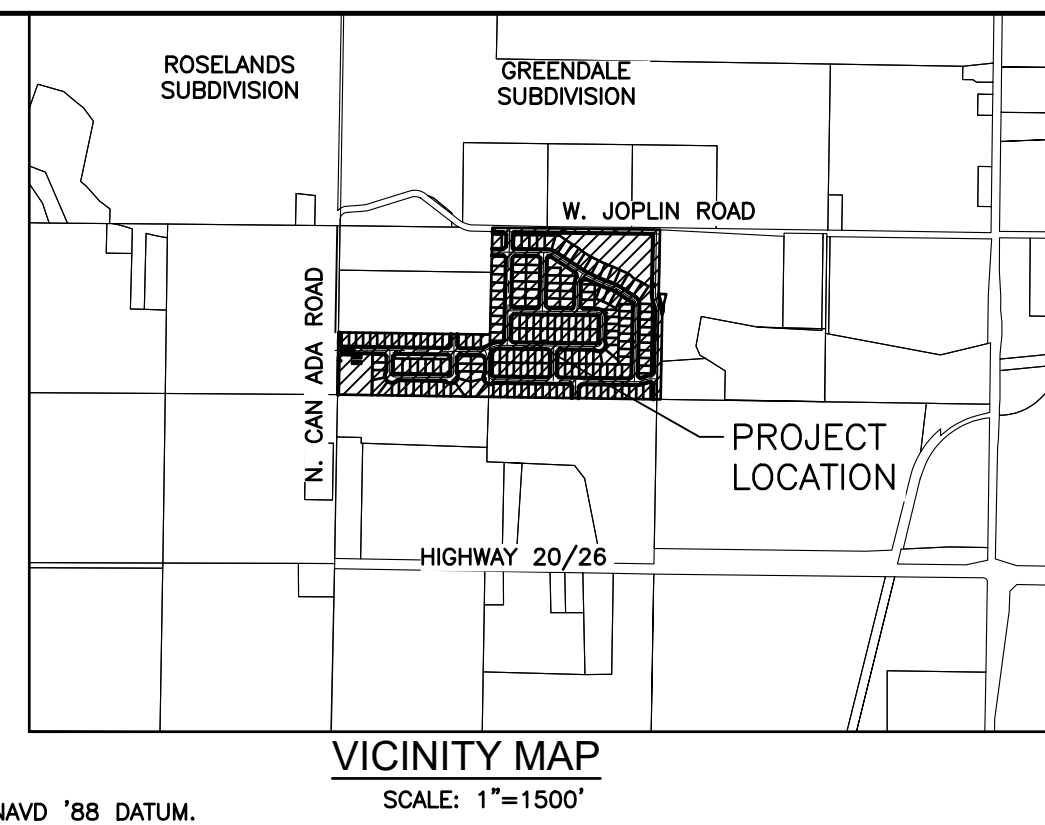 ROSELANDS
SUBDIVISION
GREENDALE
SUBDIVISION
W. JOPLIN ROAD
N. CAN ADA ROAD
PROJECT
LOCATION
HIGHWAY 20/26
VICINITY MAP
SCALE: 1"=1500'
NAVD '88 DATUM.